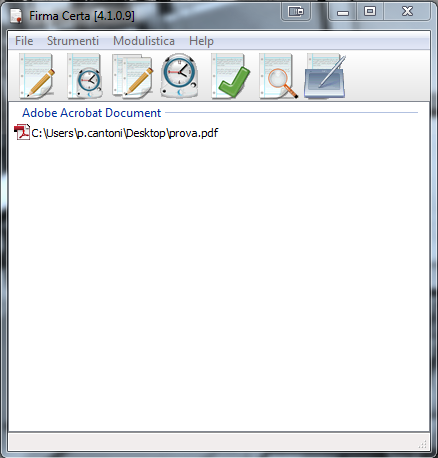 Firma Certa [4.1.0.9]
File Strumenti Modulistica Help
Adobe Acrobat Document
C:\Users\p.cantoni\Desktop\prova.pdf